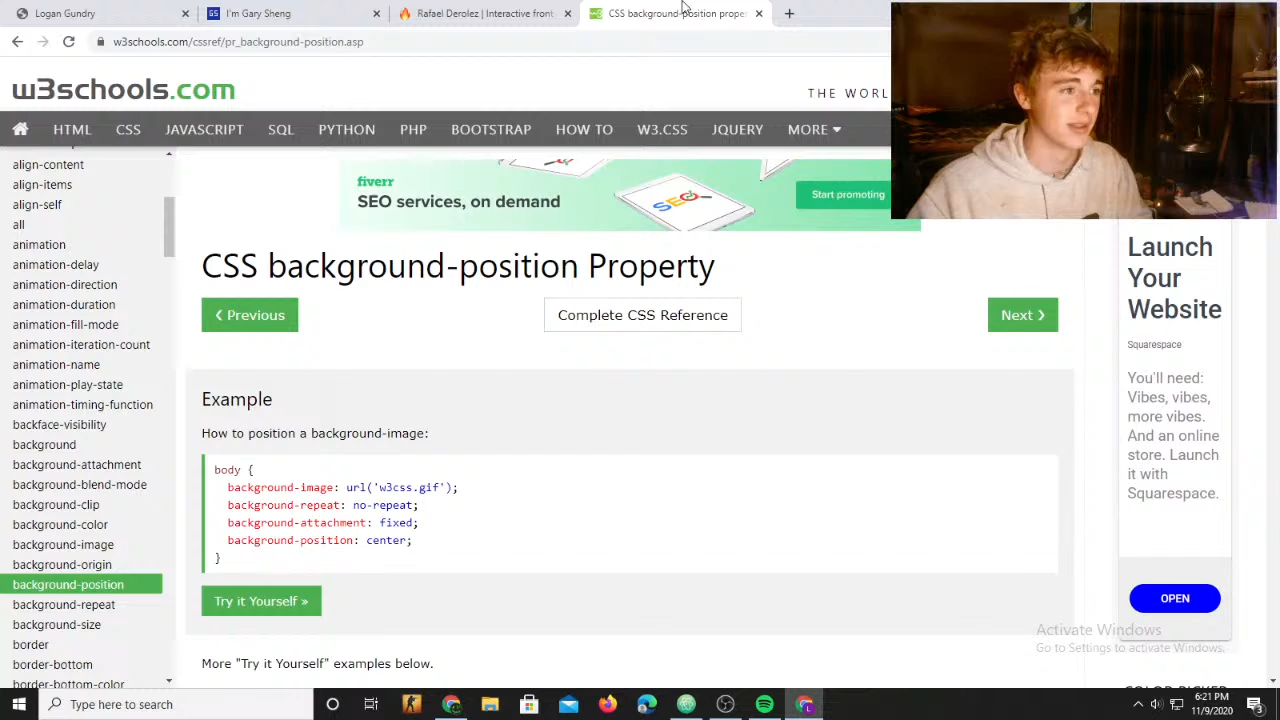 Logan Gundry
GS I'm Gary Sheng
Rafael Derolez | Interactive front
CSS background-position prope
w3schools.com/cssref/pr_background-position.asp
w3schools.com
THE WORL
HTML CSS JAVASCRIPT SQL PYTHON PHP BOOTSTRAP HOW TO W3.CSS JQUERY MORE
align-content
align-items
align-self
all
animation
animation-delay
animation-direction
animation-duration
animation-fill-mode
animation-iteration-count
animation-name
animation-play-state
animation-timing-function
backface-visibility
background
background-attachment
background-blend-mode
background-clip
background-color
background-image
background-origin
background-position
background-repeat
background-size
border
border-bottom
border-bottom-color
fiverr
SEO services, on demand
SEO
Start promoting
CSS background-position Property
❮ Previous
Complete CSS Reference
Next ❯
Example
How to position a background-image:
body {
background-image: url('w3css.gif');
background-repeat: no-repeat;
background-attachment: fixed;
background-position: center;
}
Try it Yourself »
More "Try it Yourself" examples below.
Launch
Your
Website
Squarespace
You'll need:
Vibes, vibes,
more vibes.
And an online
store. Launch
it with
Squarespace.
OPEN
Activate Windows
Go to Settings to activate Windows.
COLOR PICKER
Type here to search
6:21 PM
11/9/2020
3